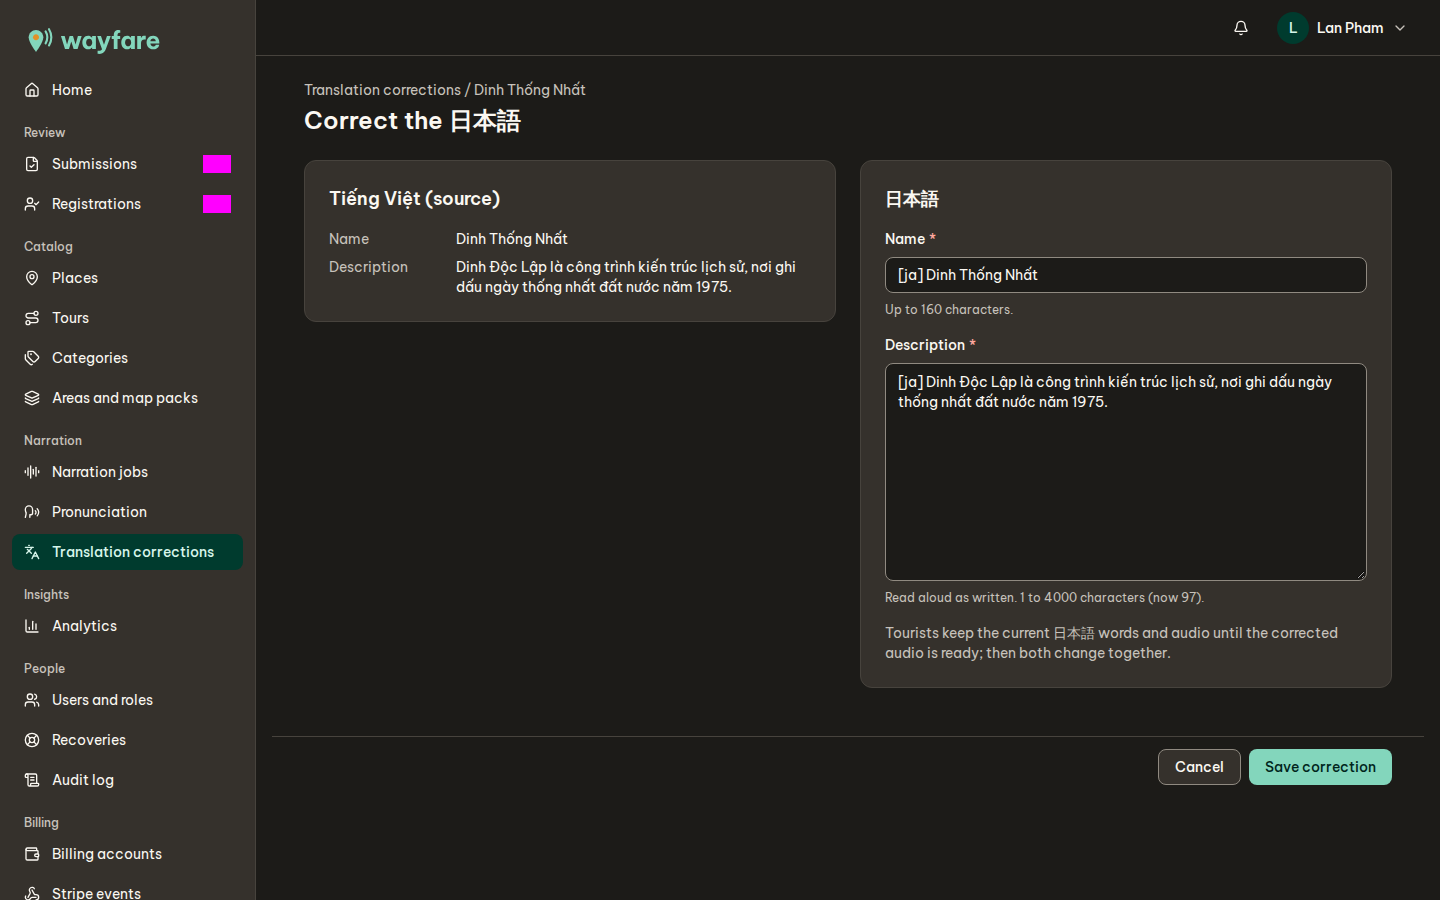 wayfare
Home
Review
Submissions
Registrations
Catalog
Places
Tours
Categories
Areas and map packs
Narration
Narration jobs
Pronunciation
Translation corrections
Insights
Analytics
People
Users and roles
Recoveries
Audit log
Billing
Billing accounts
Stripe events
L
Lan Pham
Translation corrections / Dinh Thống Nhất
Correct the 日本語
Tiếng Việt (source)
Name
Dinh Thống Nhất
Description
Dinh Độc Lập là công trình kiến trúc lịch sử, nơi ghi
dấu ngày thống nhất đất nước năm 1975.
日本語
Name *
[ja] Dinh Thống Nhất
Up to 160 characters.
Description *
[ja] Dinh Độc Lập là công trình kiến trúc lịch sử, nơi ghi dấu ngày
thống nhất đất nước năm 1975.
Read aloud as written. 1 to 4000 characters (now 97).
Tourists keep the current 日本語 words and audio until the corrected
audio is ready; then both change together.
Cancel
Save correction